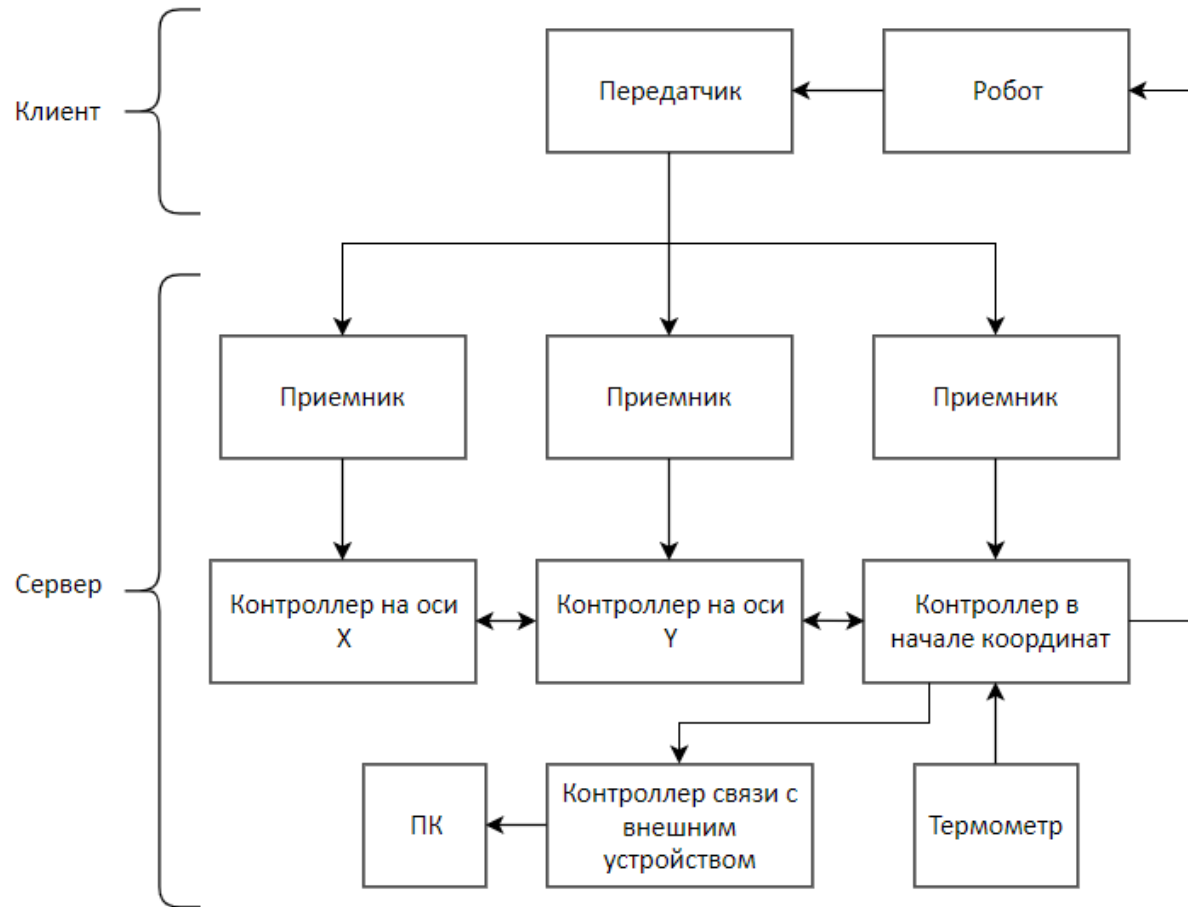 Клиент
Передатчик
Робот
Приемник
Приемник
Приемник
Сервер
Контроллер на оси
X
Контроллер на оси
Y
Контроллер в
начале координат
ПК
Контроллер связи с
внешним
устройством
Термометр